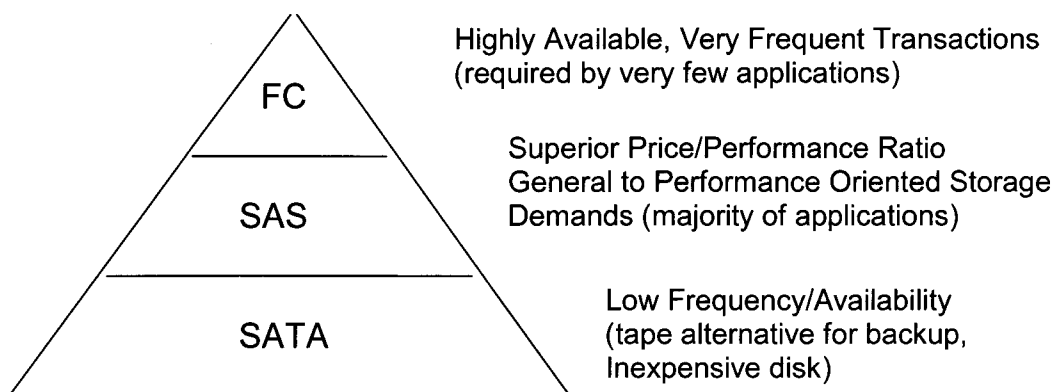 FC
Highly Available, Very Frequent Transactions
(required by very few applications)
SAS
Superior Price/Performance Ratio
General to Performance Oriented Storage
Demands (majority of applications)
SATA
Low Frequency/Availability
(tape alternative for backup,
Inexpensive disk)